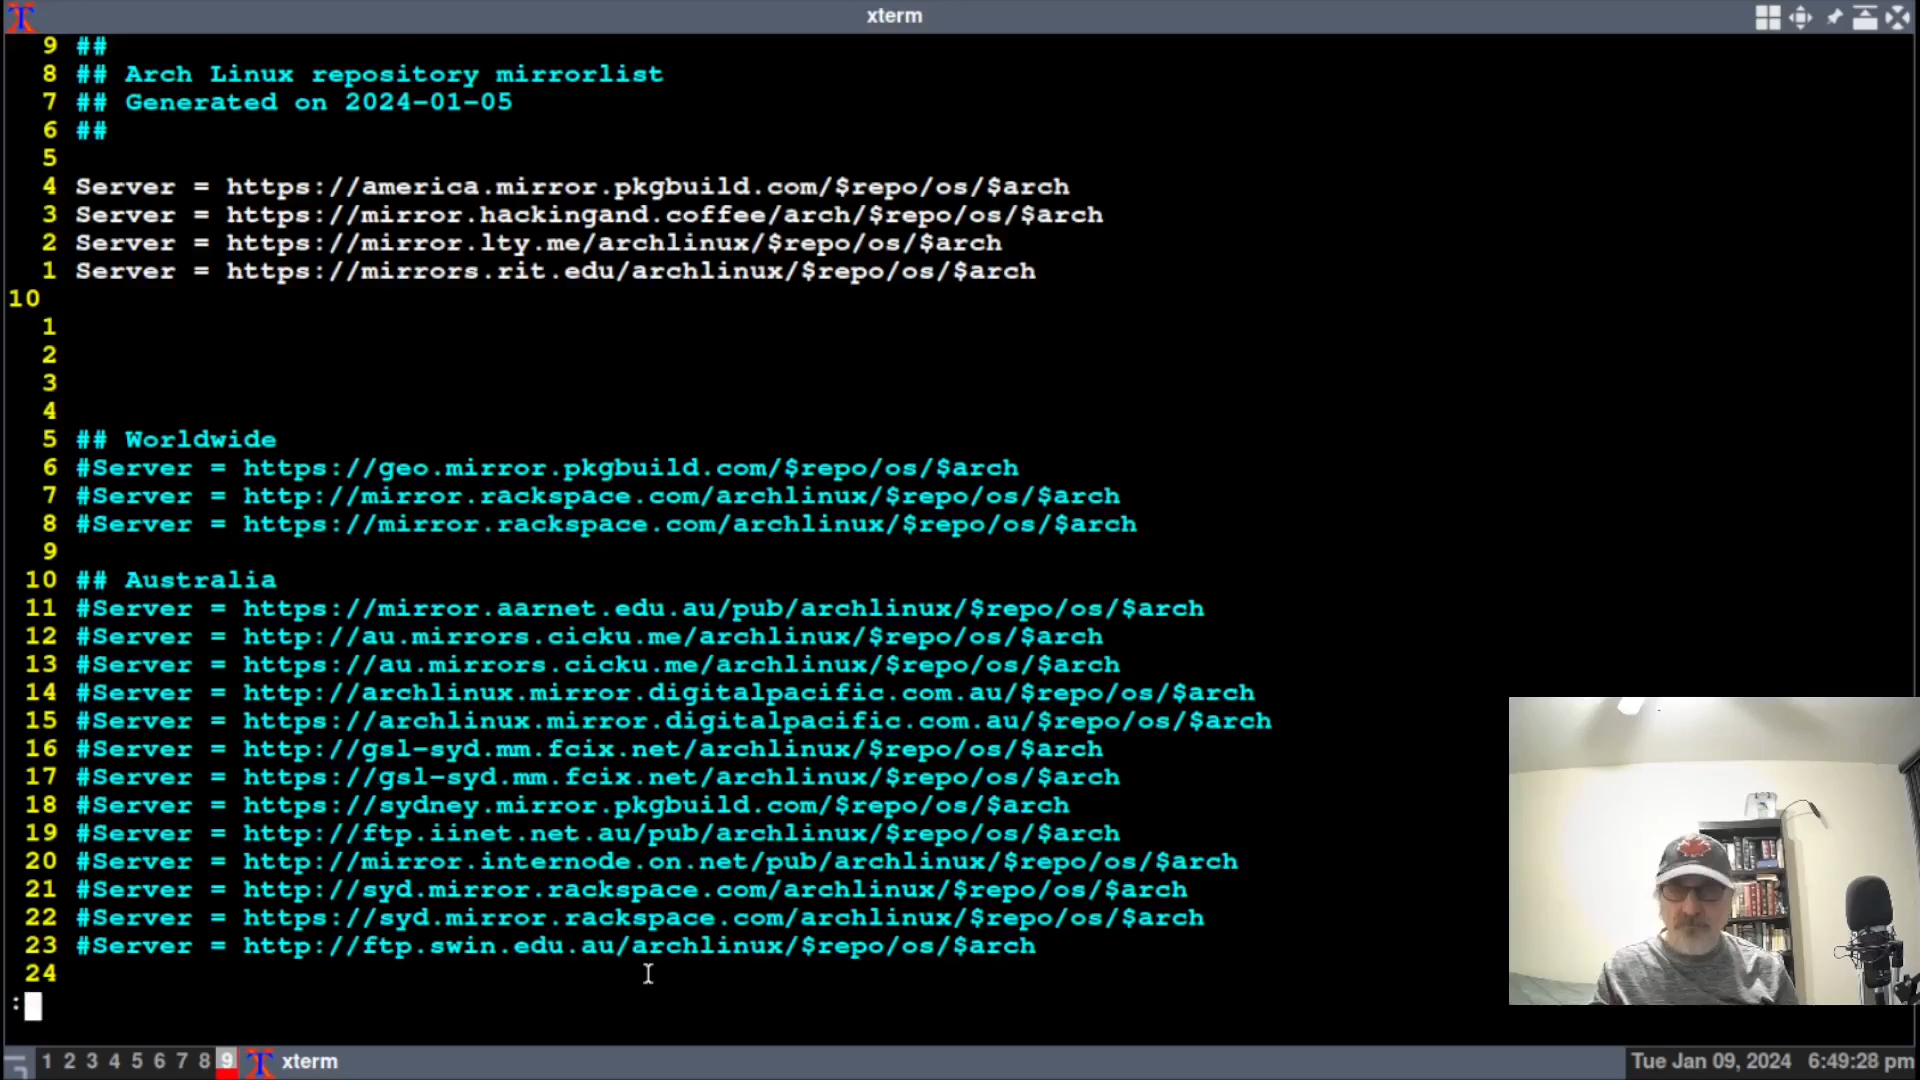 xterm
9 ##
8 ## Arch Linux repository mirrorlist
7 ## Generated on 2024-01-05
6 ##
5
4 Server = https://america.mirror.pkgbuild.com/$repo/os/$arch
3 Server = https://mirror.hackingand.coffee/arch/$repo/os/$arch
2 Server = https://mirror.lty.me/archlinux/$repo/os/$arch
1 Server = https://mirrors.rit.edu/archlinux/$repo/os/$arch
10
1
2
3
4
5 ## Worldwide
6 #Server = https://geo.mirror.pkgbuild.com/$repo/os/$arch
7 #Server = http://mirror.rackspace.com/archlinux/$repo/os/$arch
8 #Server = https://mirror.rackspace.com/archlinux/$repo/os/$arch
9
10 ## Australia
11 #Server = https://mirror.aarnet.edu.au/pub/archlinux/$repo/os/$arch
12 #Server = http://au.mirrors.cicku.me/archlinux/$repo/os/$arch
13 #Server = https://au.mirrors.cicku.me/archlinux/$repo/os/$arch
14 #Server = http://archlinux.mirror.digitalpacific.com.au/$repo/os/$arch
15 #Server = https://archlinux.mirror.digitalpacific.com.au/$repo/os/$arch
16 #Server = http://gsl-syd.mm.fcix.net/archlinux/$repo/os/$arch
17 #Server = https://gsl-syd.mm.fcix.net/archlinux/$repo/os/$arch
18 #Server = https://sydney.mirror.pkgbuild.com/$repo/os/$arch
19 #Server = http://ftp.iinet.net.au/pub/archlinux/$repo/os/$arch
20 #Server = http://mirror.internode.on.net/pub/archlinux/$repo/os/$arch
21 #Server = http://syd.mirror.rackspace.com/archlinux/$repo/os/$arch
22 #Server = https://syd.mirror.rackspace.com/archlinux/$repo/os/$arch
23 #Server = http://ftp.swin.edu.au/archlinux/$repo/os/$arch
24
:
1 2 3 4 5 6 7 8 9 xterm Tue Jan 09, 2024 6:49:28 pm